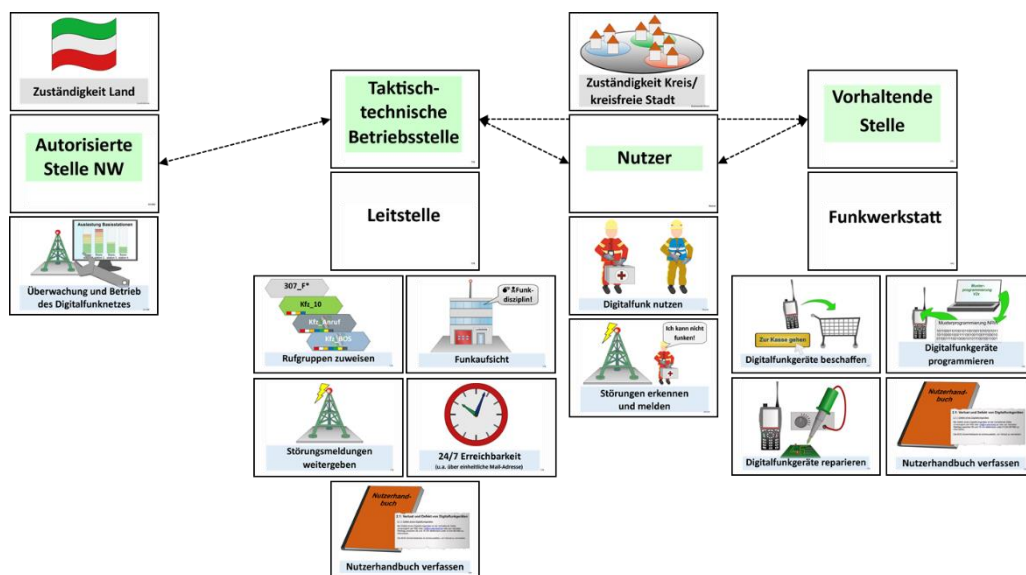 Zuständigkeit Land
Autorisierte
Stelle NW
Auslastung Basisstationen
Überwachung und Betrieb
des Digitalfunknetzes
Taktisch-
technische
Betriebsstelle
Leitstelle
307_F*
Kfz_10
Kfz_Anruf
Kfz_BOS
Rufgruppen zuweisen
Funk-
disziplin!
Funkaufsicht
Störungsmeldungen
weitergeben
24/7 Erreichbarkeit
(u.a. über einheitliche Mail-Adresse)
Nutzerhand-
buch
Nutzerhandbuch verfassen
Zuständigkeit Kreis/
kreisfreie Stadt
Nutzer
Digitalfunk nutzen
Ich kann nicht
funken!
Störungen erkennen
und melden
Vorhaltende
Stelle
Funkwerkstatt
Zur Kasse gehen
Digitalfunkgeräte beschaffen
Muster-
programmierung
Musterprogrammierung
Digitalfunkgeräte
programmieren
Digitalfunkgeräte reparieren
Nutzerhand-
buch
Nutzerhandbuch verfassen